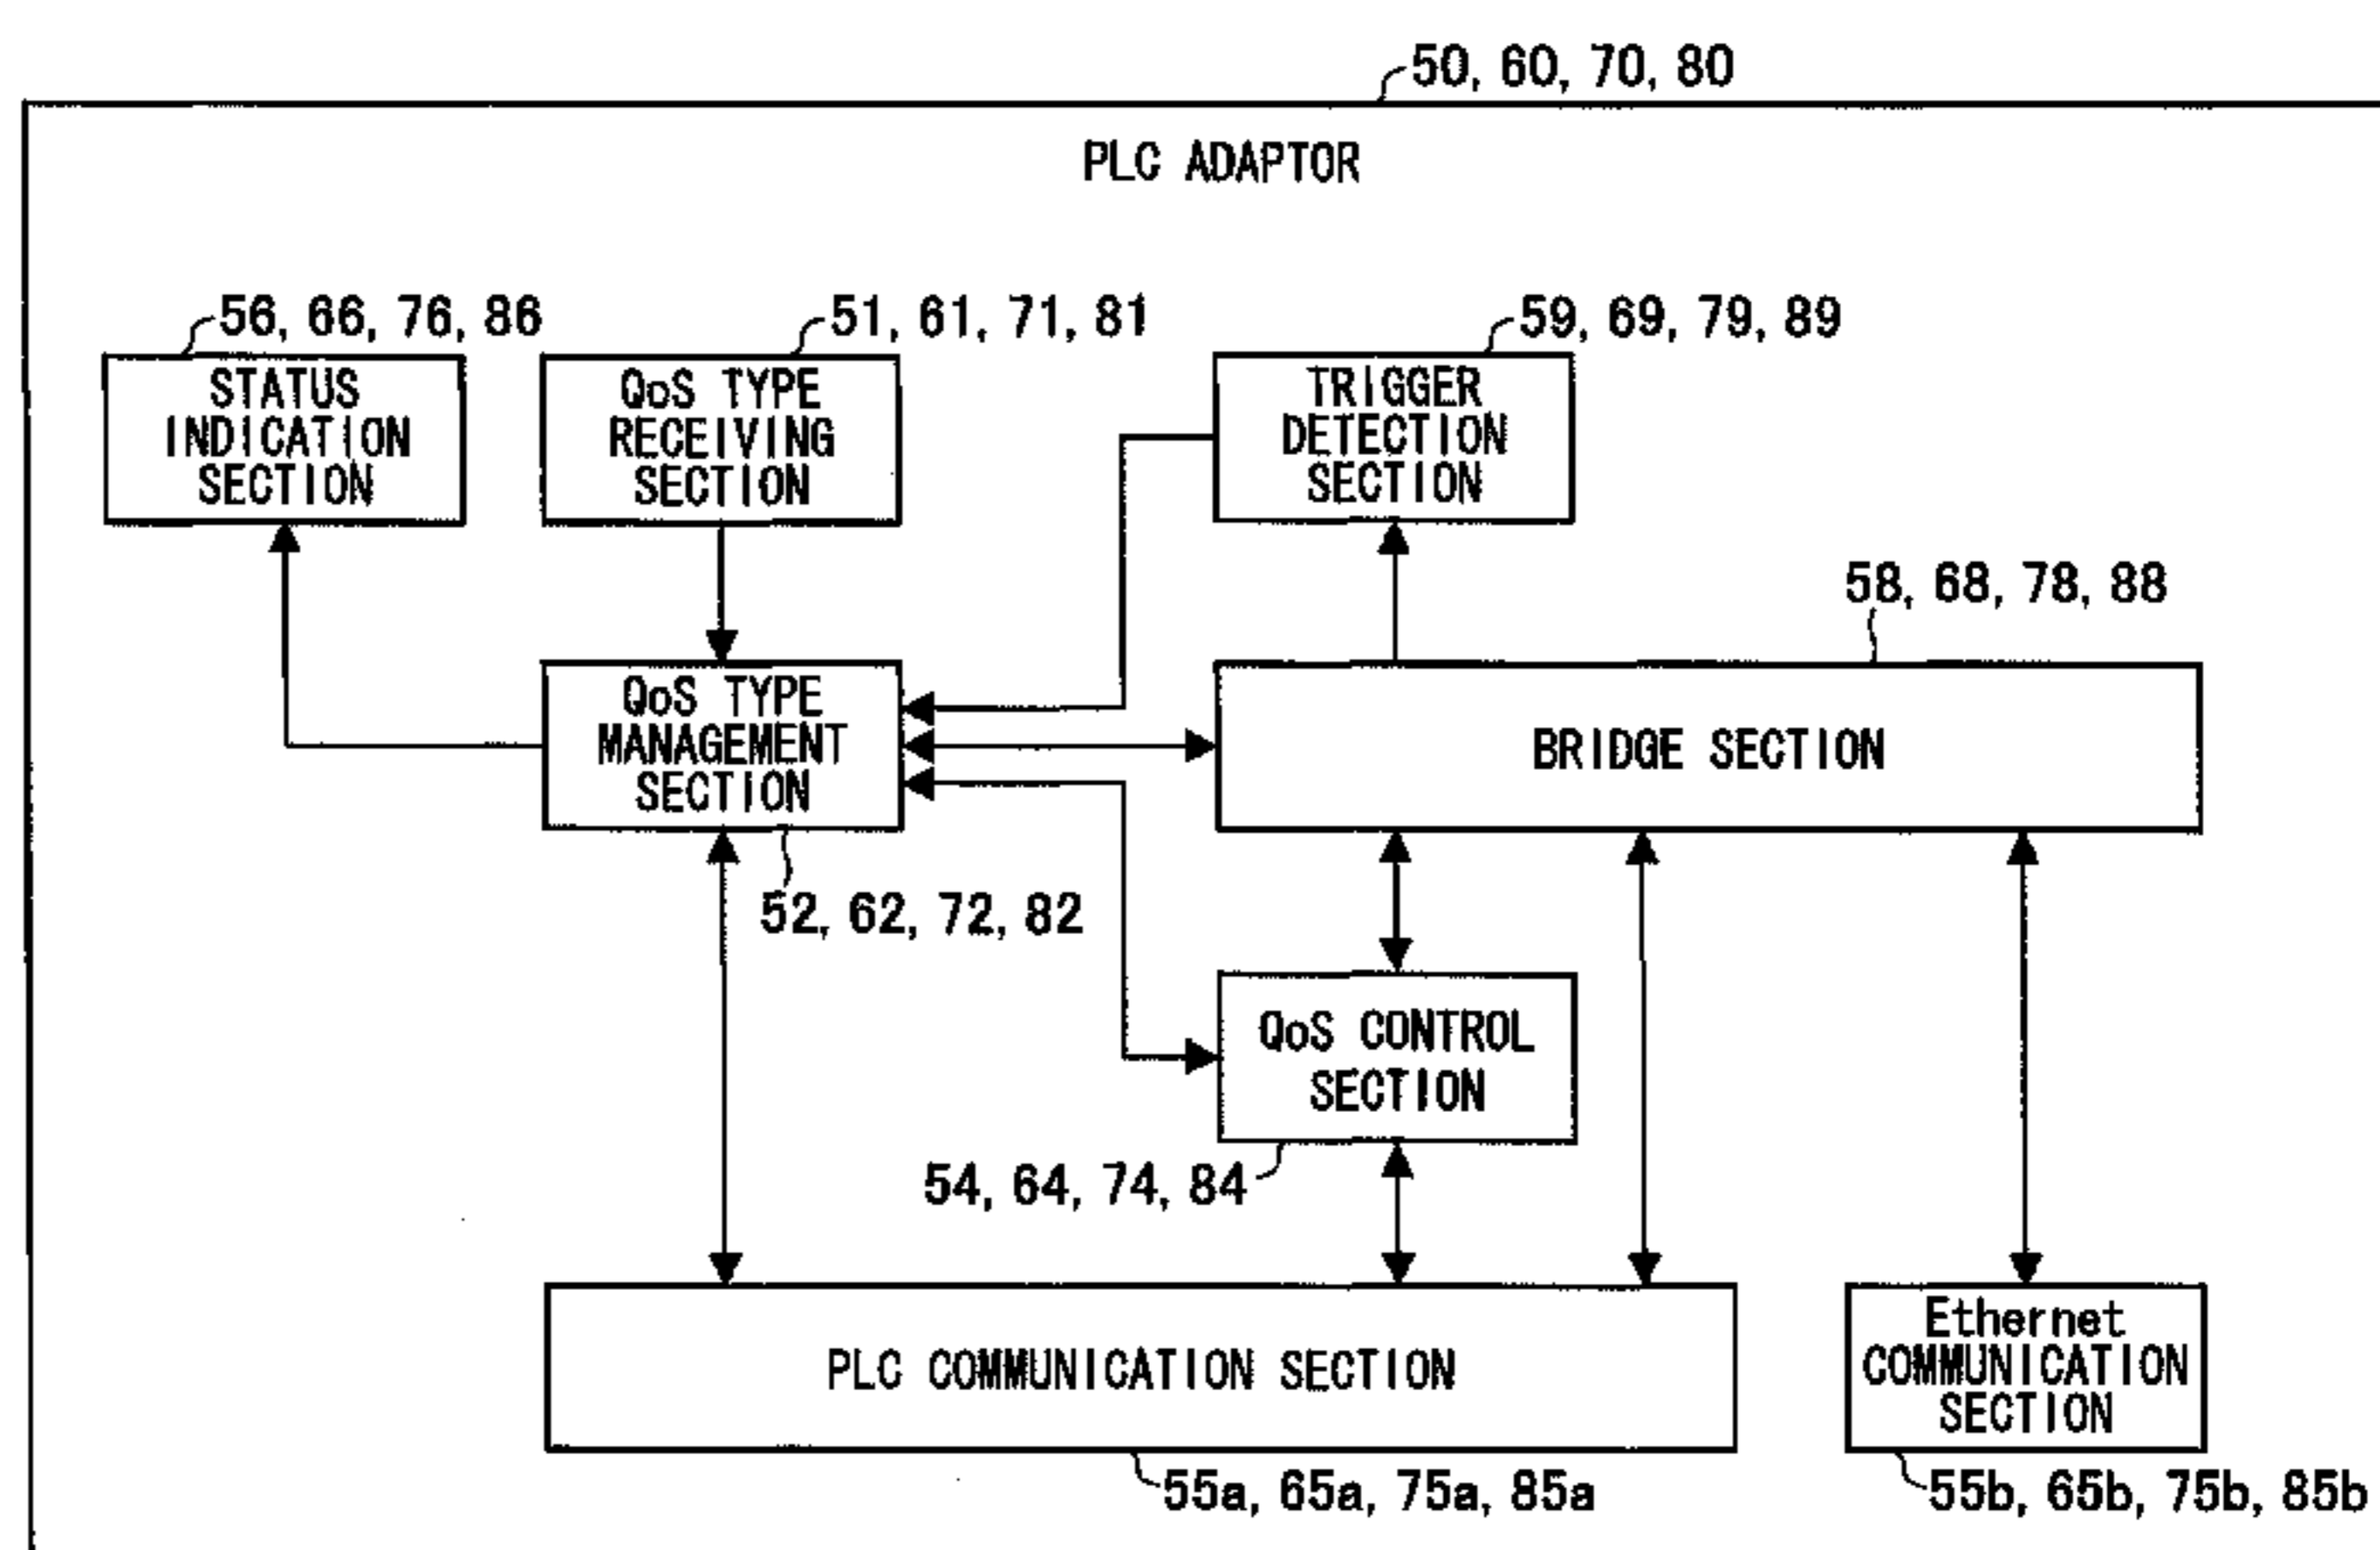 50, 60, 70, 80
PLC ADAPTOR
56, 66, 76, 86
51, 61, 71, 81
59, 69, 79, 89
STATUS
INDICATION
SECTION
QoS TYPE
RECEIVING
SECTION
TRIGGER
DETECTION
SECTION
58, 68, 78, 88
QoS TYPE
MANAGEMENT
SECTION
BRIDGE SECTION
52, 62, 72, 82
QoS CONTROL
SECTION
54, 64, 74, 84
PLC COMMUNICATION SECTION
Ethernet
COMMUNICATION
SECTION
55a, 65a, 75a, 85a
55b, 65b, 75b, 85b